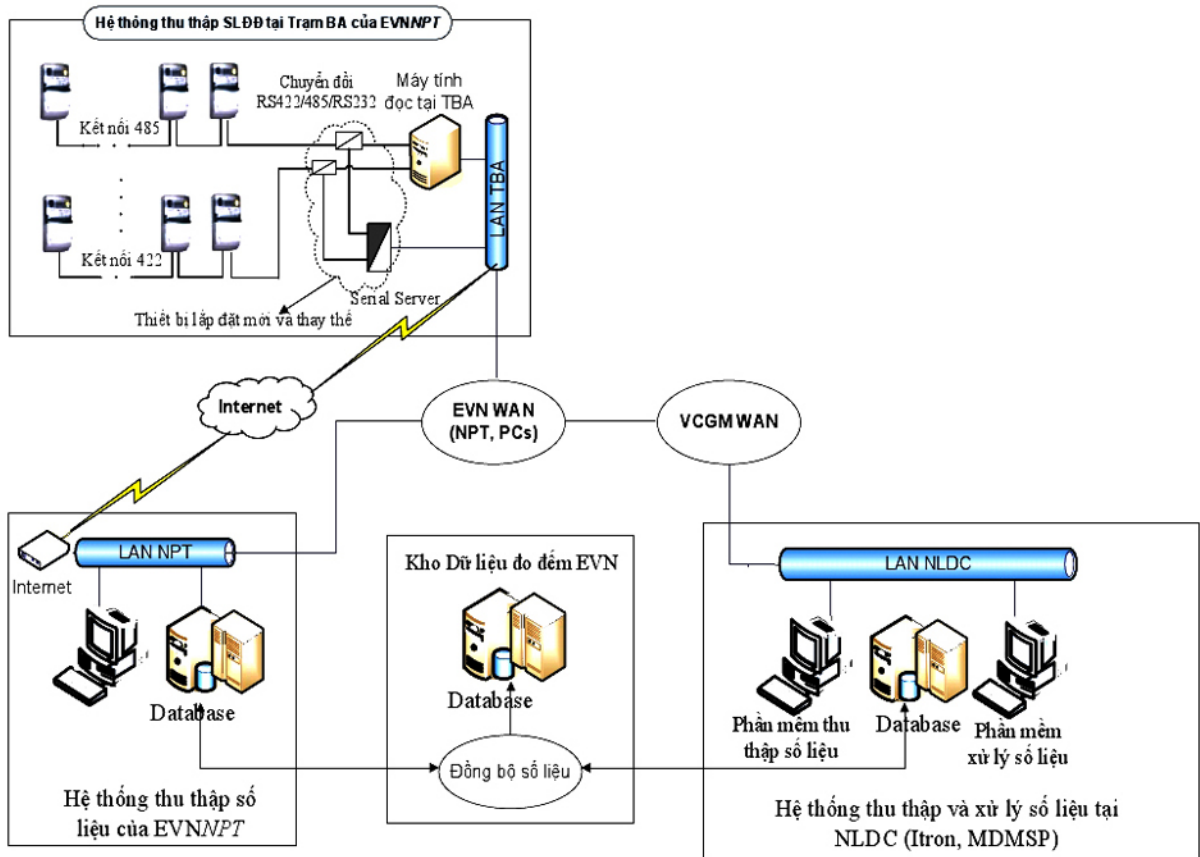 Hệ thống thu thập SLĐĐ tại Trạm BA của EVNNPT
Chuyển đổi
RS422/485/RS232
Máy tính
đọc tại TBA
Kết nối 485
LAN TBA
Kết nối 422
Serial Server
Thiết bị lắp đặt mới và thay thế
Internet
EVN WAN
(NPT, PCs)
VCGM WAN
LAN NPT
Internet
Database
Hệ thống thu thập số
liệu của EVNNPT
Kho Dữ liệu đo đếm EVN
Database
Đồng bộ số liệu
LAN NLDC
Phần mêm thu
thập số liệu
Database
Phần mềm
xử lý số liệu
Hệ thống thu thập và xử lý số liệu tại
NLDC (Itron, MDMSP)